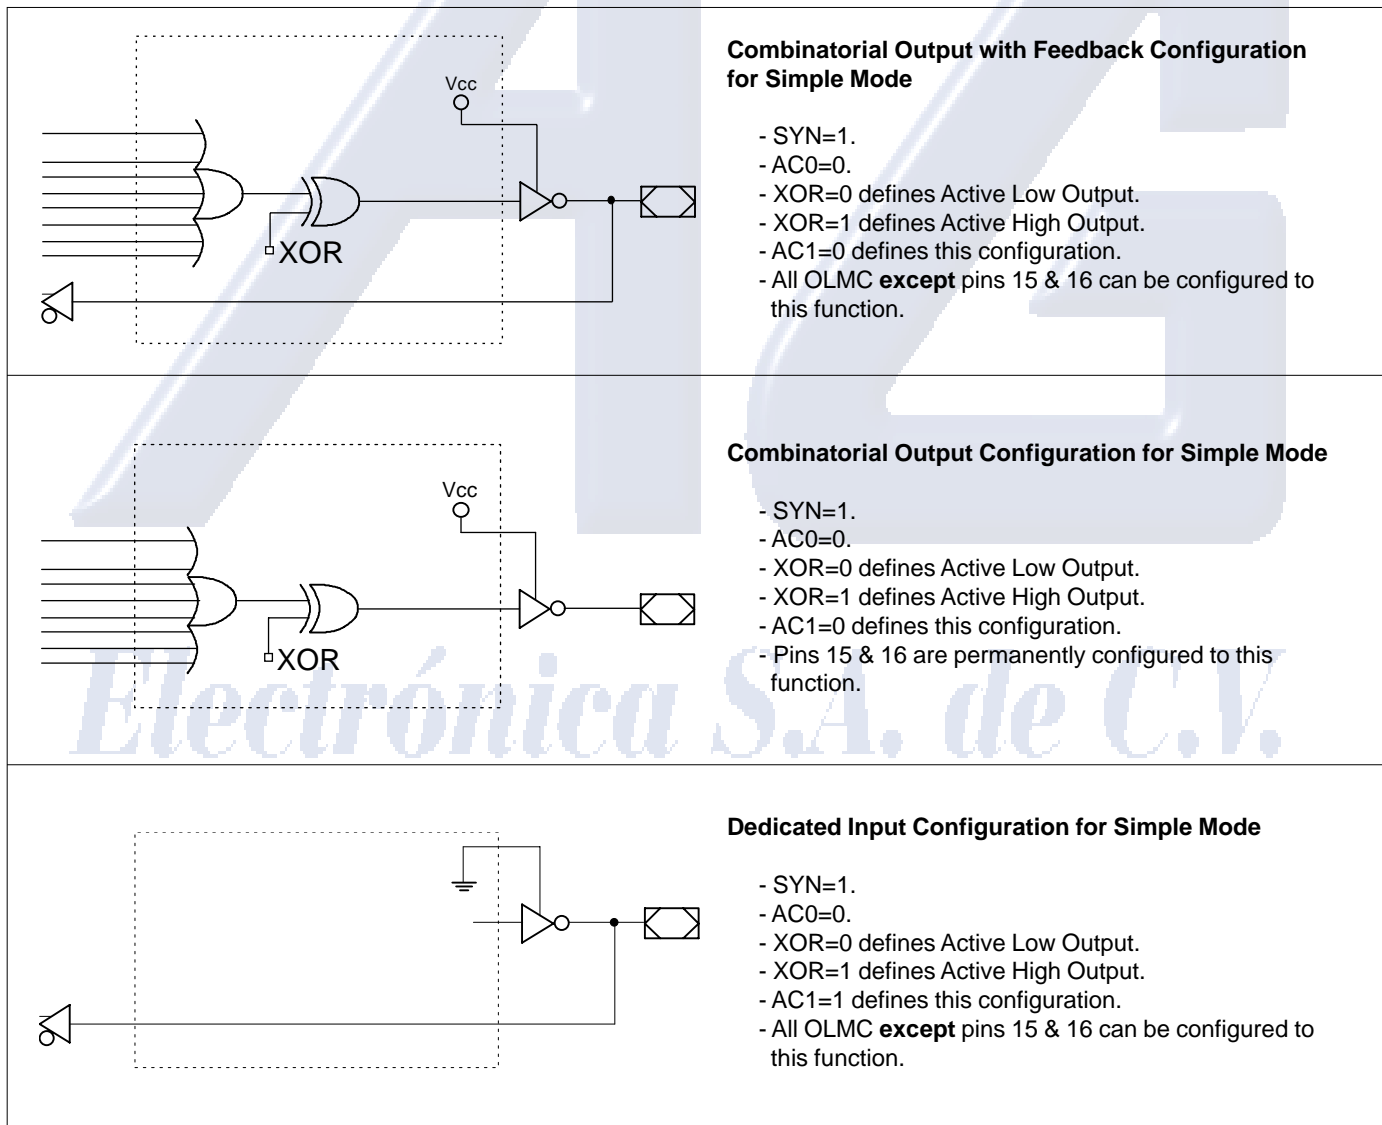 Combinatorial Output with Feedback Configuration
for Simple Mode
Vcc
- SYN=1.
- AC0=0.
- XOR=0 defines Active Low Output.
- XOR=1 defines Active High Output.
- AC1=0 defines this configuration.
- All OLMC except pins 15 & 16 can be configured to
this function.
XOR
Combinatorial Output Configuration for Simple Mode
Vcc
- SYN=1.
- AC0=0.
- XOR=0 defines Active Low Output.
- XOR=1 defines Active High Output.
- AC1=0 defines this configuration.
- Pins 15 & 16 are permanently configured to this
function.
XOR
Electrónica S.A. de C.V.
Dedicated Input Configuration for Simple Mode
- SYN=1.
- AC0=0.
- XOR=0 defines Active Low Output.
- XOR=1 defines Active High Output.
- AC1=1 defines this configuration.
- All OLMC except pins 15 & 16 can be configured to
this function.
AG